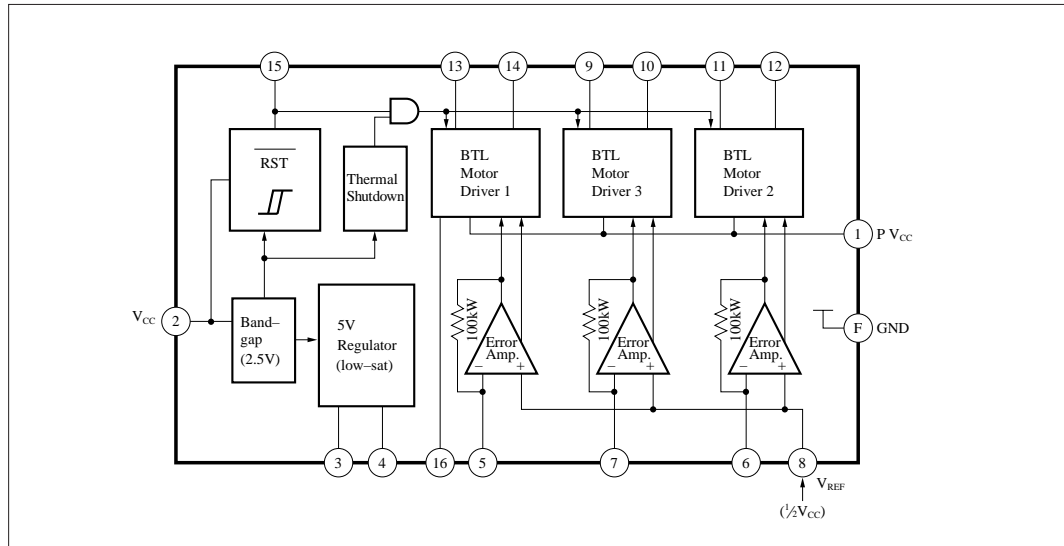 15
13
14
9
10
11
12
RST
Thermal
Shutdown
BTL
Motor
Driver 1
BTL
Motor
Driver 3
BTL
Motor
Driver 2
1
P VCC
VCC
2
Band–
gap
(2.5V)
5V
Regulator
(low–sat)
100kW
Error
Amp.
– +
100kW
Error
Amp.
– +
100kW
Error
Amp.
– +
F
GND
3
4
16
5
7
6
8
VREF
(½VCC)